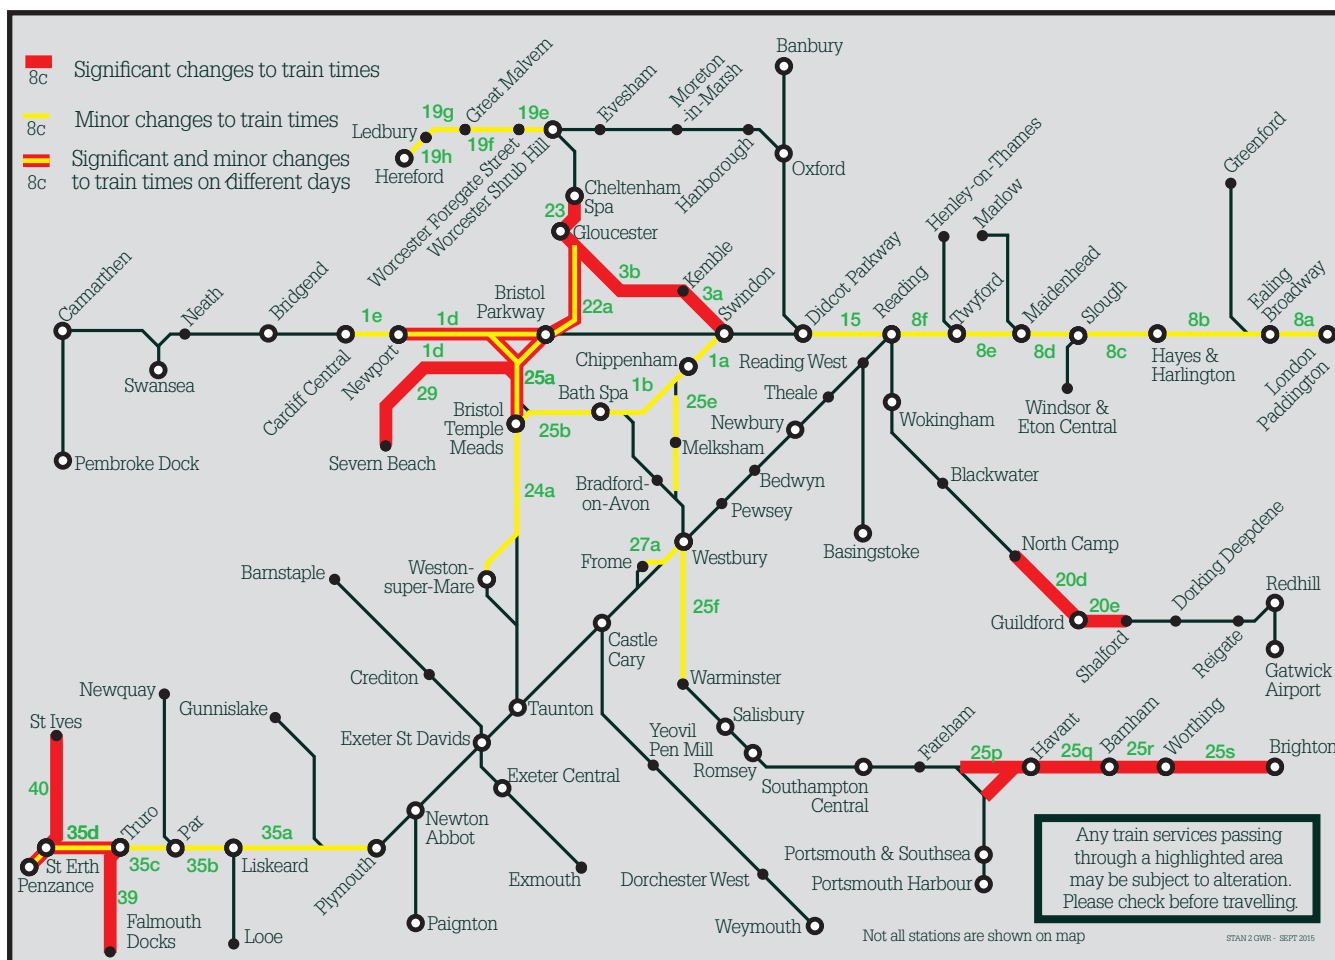 8c
Significant changes to train times
8c
Minor changes to train times
8c
Significant and minor changes
to train times on different days
Banbury
Oxford
Hanborough
Moreton
-in-Marsh
Evesham
19e
Great Malvern
19g
19f
Ledbury
19h
Hereford
Worcester Foregate Street
Worcester Shrub Hill
Cheltenham
Spa
23
Gloucester
3b
Kemble
3a
Swindon
22a
Bristol
Parkway
Carmarthen
Neath
Bridgend
Swansea
Pembroke Dock
1e
Cardiff Central
Newport
1d
1d
29
Severn Beach
25a
Bristol
Temple
Meads
25b
Bath Spa
1b
Chippenham
1a
25e
Melksham
Bradford-
on-Avon
Didcot Parkway
15
Reading
8f
Henley-on-Thames
Marlow
Twyford
8e
Maidenhead
8d
Slough
8c
Windsor &
Eton Central
Hayes &
Harlington
8b
Greenford
Ealing
Broadway
8a
London
Paddington
Reading West
Theale
Newbury
Bedwyn
Pewsey
Westbury
Basingstoke
Wokingham
Blackwater
North Camp
20d
Guildford
20e
Shalford
Dorking Deepdene
Reigate
Redhill
Gatwick
Airport
24a
Weston-
super-Mare
Frome
27a
25f
Warminster
Salisbury
Romsey
Southampton
Central
Fareham
25p
Havant
25q
Barnham
25r
Worthing
25s
Brighton
Portsmouth & Southsea
Portsmouth Harbour
Castle
Cary
Yeovil
Pen Mill
Dorchester West
Weymouth
Taunton
Barnstaple
Crediton
Exeter St Davids
Exeter Central
Exmouth
Newton
Abbot
Paignton
Plymouth
Gunnislake
35a
Liskeard
Looe
35b
Par
Newquay
35c
Truro
35d
39
Falmouth
Docks
St Ives
40
St Erth
Penzance
Any train services passing
through a highlighted area
may be subject to alteration.
Please check before travelling.
Not all stations are shown on map
STAN 2 GWR - SEPT 2015